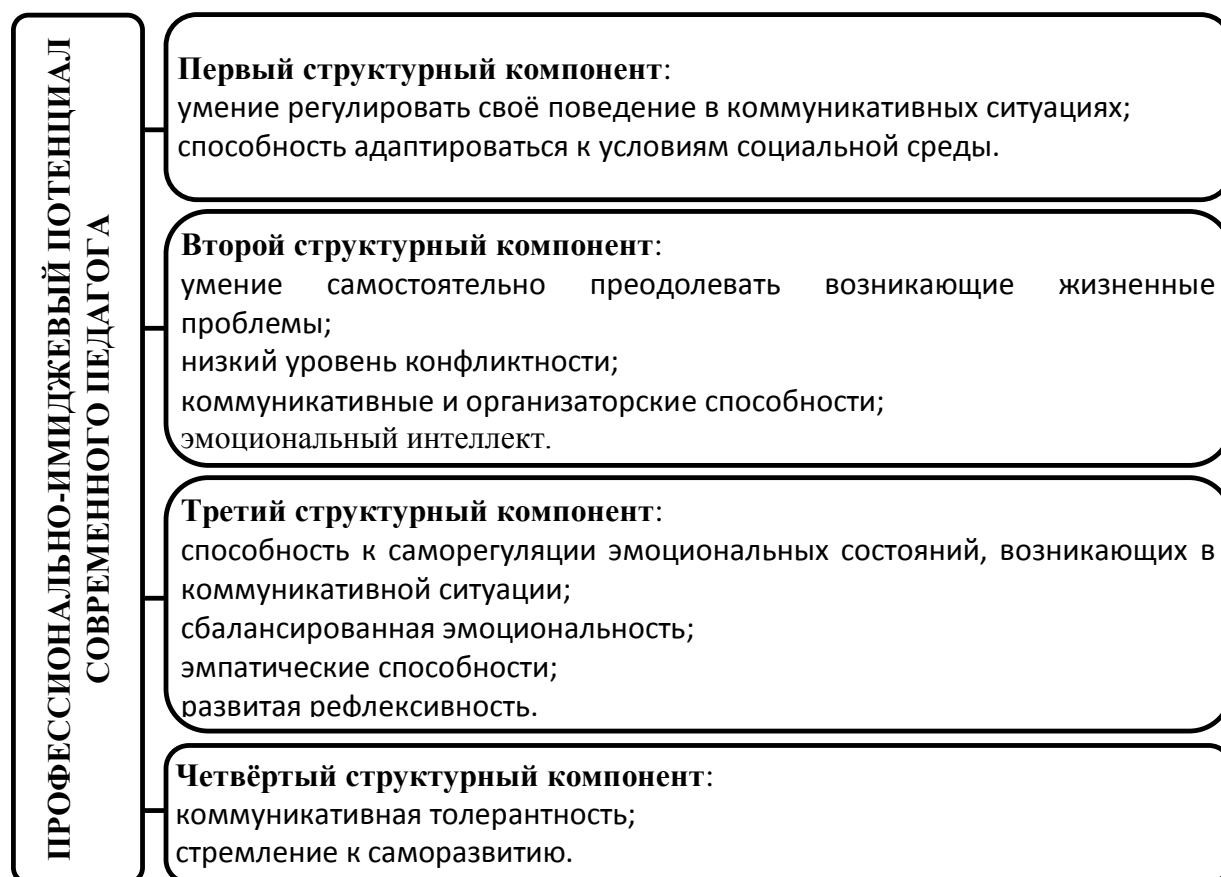 ПРОФЕССИОНАЛЬНО-ИМИДЖЕВЫЙ ПОТЕНЦИАЛ
СОВРЕМЕННОГО ПЕДАГОГА
Первый структурный компонент:
умение регулировать своё поведение в коммуникативных ситуациях;
способность адаптироваться к условиям социальной среды.
Второй структурный компонент:
умение самостоятельно преодолевать возникающие жизненные
проблемы;
низкий уровень конфликтности;
коммуникативные и организаторские способности;
эмоциональный интеллект.
Третий структурный компонент:
способность к саморегуляции эмоциональных состояний, возникающих в
коммуникативной ситуации;
сбалансированная эмоциональность;
эмпатические способности;
развитая рефлексивность.
Четвёртый структурный компонент:
коммуникативная толерантность;
стремление к саморазвитию.